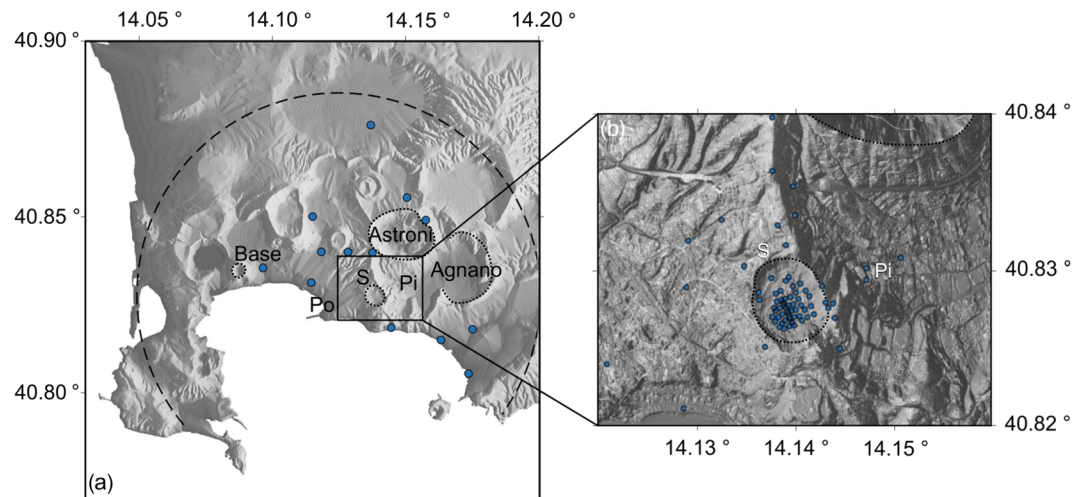 14.05 ° 14.10 ° 14.15 ° 14.20 °
40.90 °
40.85 °
40.80 °
Astroni
Base
Agnano
S
Pi
Po
(a)
(b)
40.84 °
S
Pi
40.83 °
40.82 °
14.13 ° 14.14 ° 14.15 °